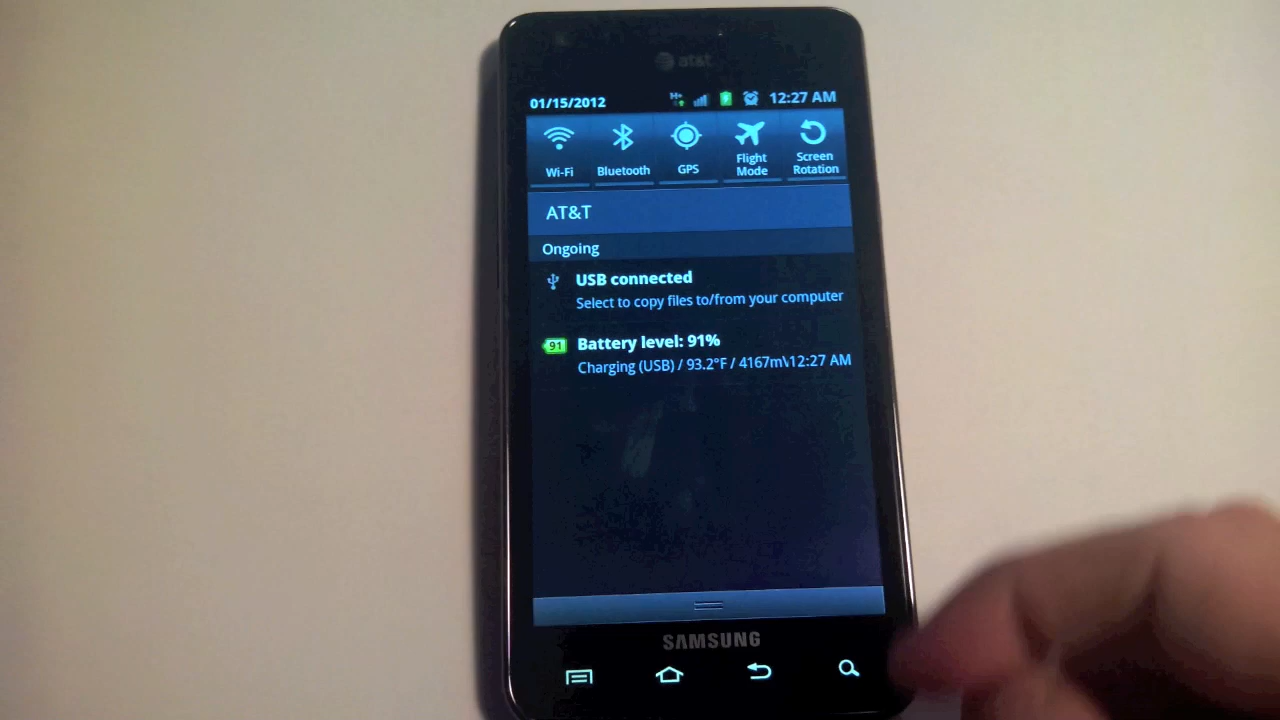 at&t
01/15/2012 H+ 12:27 AM
Wi-Fi Bluetooth GPS Flight Mode Screen Rotation
AT&T
Ongoing
USB connected
Select to copy files to/from your computer
91 Battery level: 91%
Charging (USB) / 93.2°F / 4167m\12:27 AM
SAMSUNG